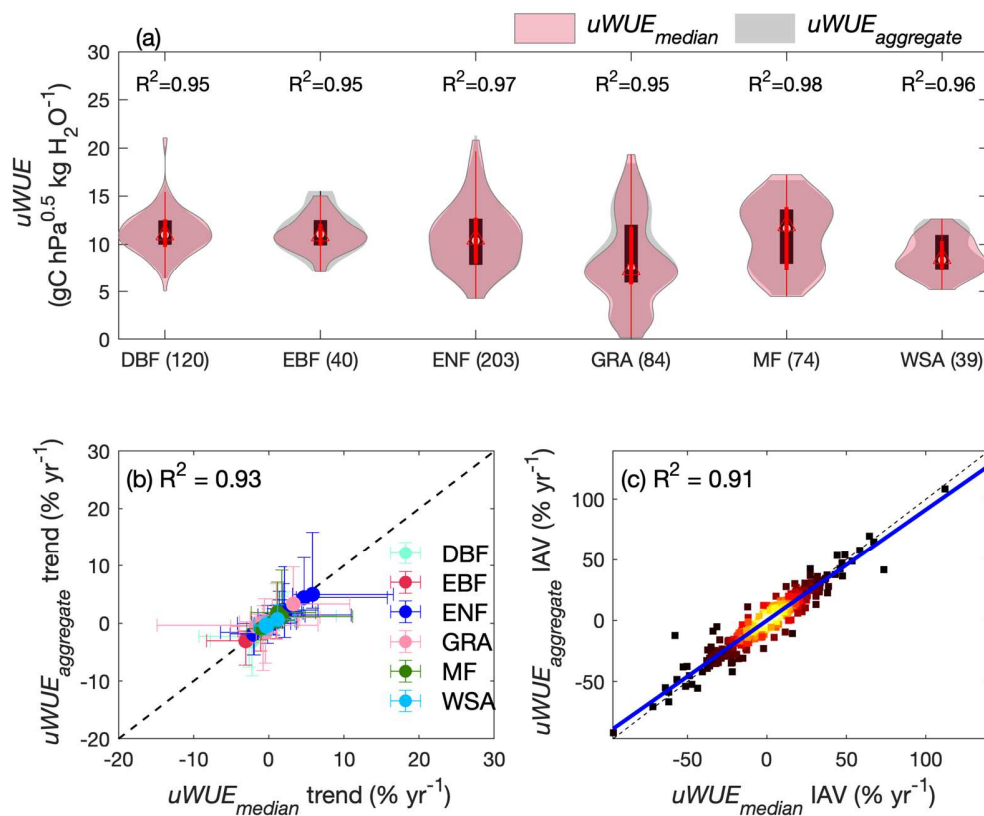 (a) uWUE_median uWUE_aggregate
R²=0.95 R²=0.95 R²=0.97 R²=0.95 R²=0.98 R²=0.96
uWUE
(gC hPa^0.5 kg H₂O⁻¹)
30
25
20
15
10
5
0
DBF (120) EBF (40) ENF (203) GRA (84) MF (74) WSA (39)
(b) R² = 0.93
uWUE_aggregate trend (% yr⁻¹)
30
20
10
0
-10
-20
DBF
EBF
ENF
GRA
MF
WSA
-20 -10 0 10 20 30
uWUE_median trend (% yr⁻¹)
(c) R² = 0.91
uWUE_aggregate IAV (% yr⁻¹)
100
50
0
-50
-50 0 50 100
uWUE_median IAV (% yr⁻¹)